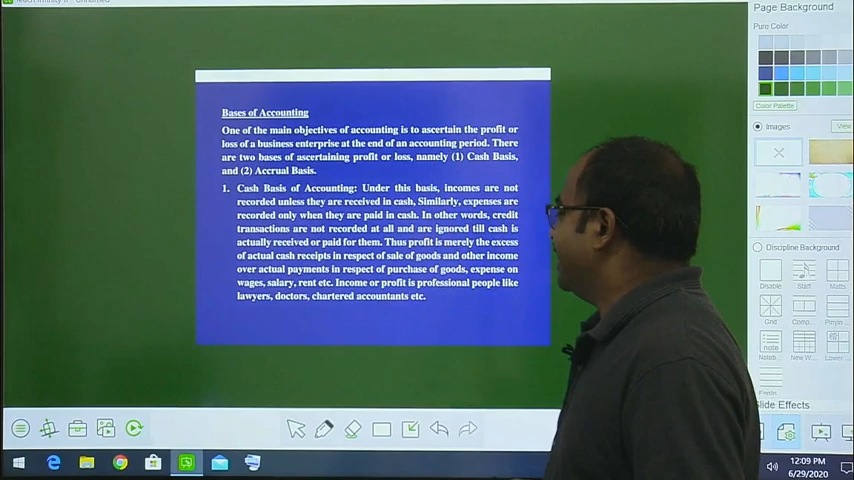 Page Background
Pure Color
Color Palette
Images
View
Discipline Background
Disable
Start
Matts
Grid
Comp...
Pinyin...
Noteb...
New W...
Lower...
Slide Effects
Bases of Accounting
One of the main objectives of accounting is to ascertain the profit or
loss of a business enterprise at the end of an accounting period. There
are two bases of ascertaining profit or loss, namely (1) Cash Basis,
and (2) Accrual Basis.
1. Cash Basis of Accounting: Under this basis, incomes are not
recorded unless they are received in cash, Similarly, expenses are
recorded only when they are paid in cash. In other words, credit
transactions are not recorded at all and are ignored till cash is
actually received or paid for them. Thus profit is merely the excess
of actual cash receipts in respect of sale of goods and other income
over actual payments in respect of purchase of goods, expense on
wages, salary, rent etc. Income or profit is professional people like
lawyers, doctors, chartered accountants etc.
12:09 PM
6/29/2020